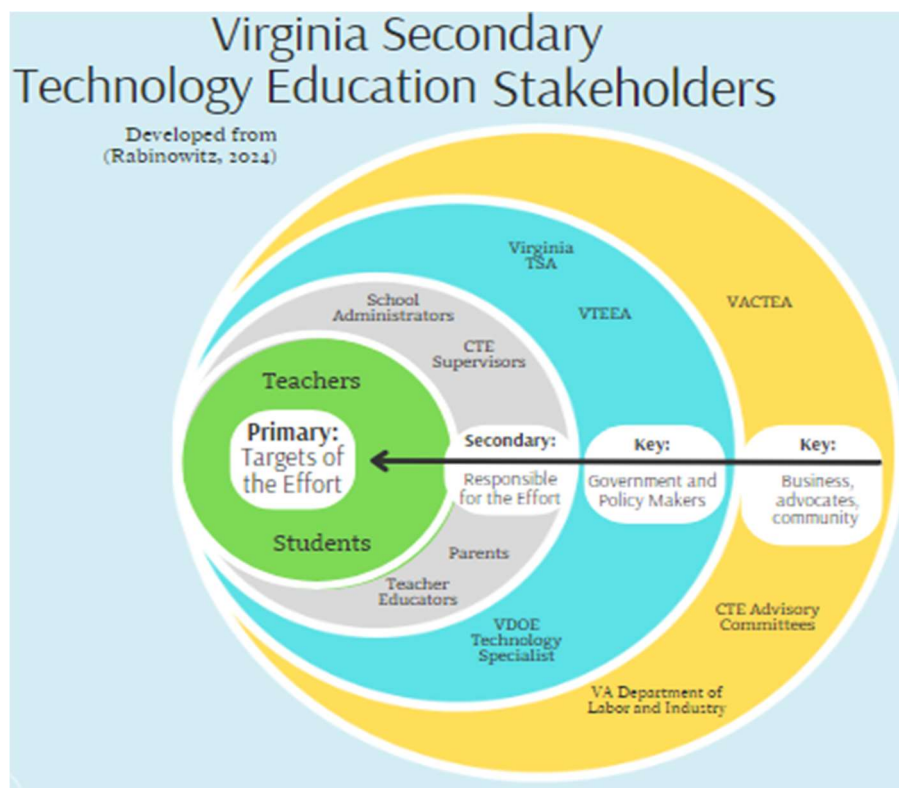 Virginia Secondary
Technology Education Stakeholders
Developed from
(Rabinowitz, 2024)
Virginia
TSA
VTEEA
VACTEA
School
Administrators
CTE
Supervisors
Teachers
Primary:
Targets of
the Effort
Secondary:
Responsible
for the Effort
Key:
Government and
Policy Makers
Key:
Business,
advocates,
community
Students
Parents
Teacher
Educators
VDOE
Technology
Specialist
CTE Advisory
Committees
VA Department of
Labor and Industry